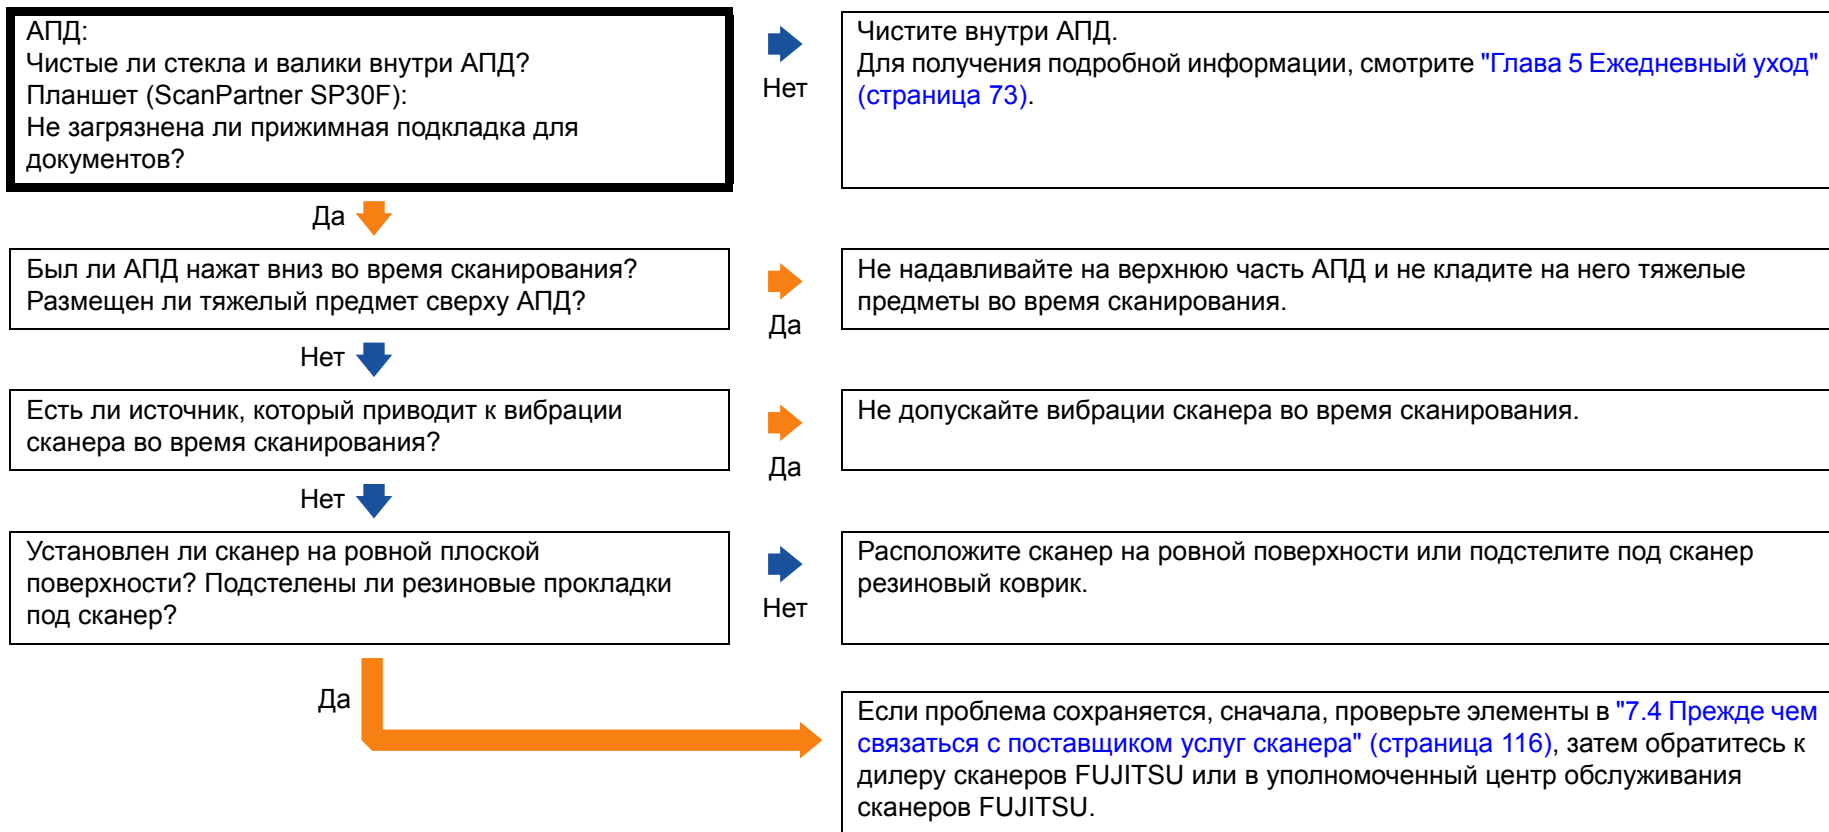 АПД:
Чистые ли стекла и валики внутри АПД?
Планшет (ScanPartner SP30F):
Не загрязнена ли прижимная подкладка для
документов?
Нет
Чистите внутри АПД.
Для получения подробной информации, смотрите "Глава 5 Ежедневный уход"
(страница 73).
Да
Был ли АПД нажат вниз во время сканирования?
Размещен ли тяжелый предмет сверху АПД?
Да
Не надавливайте на верхнюю часть АПД и не кладите на него тяжелые
предметы во время сканирования.
Нет
Есть ли источник, который приводит к вибрации
сканера во время сканирования?
Да
Не допускайте вибрации сканера во время сканирования.
Нет
Установлен ли сканер на ровной плоской
поверхности? Подстелены ли резиновые прокладки
под сканер?
Нет
Расположите сканер на ровной поверхности или подстелите под сканер
резиновый коврик.
Да
Если проблема сохраняется, сначала, проверьте элементы в "7.4 Прежде чем
связаться с поставщиком услуг сканера" (страница 116), затем обратитесь к
дилеру сканеров FUJITSU или в уполномоченный центр обслуживания
сканеров FUJITSU.